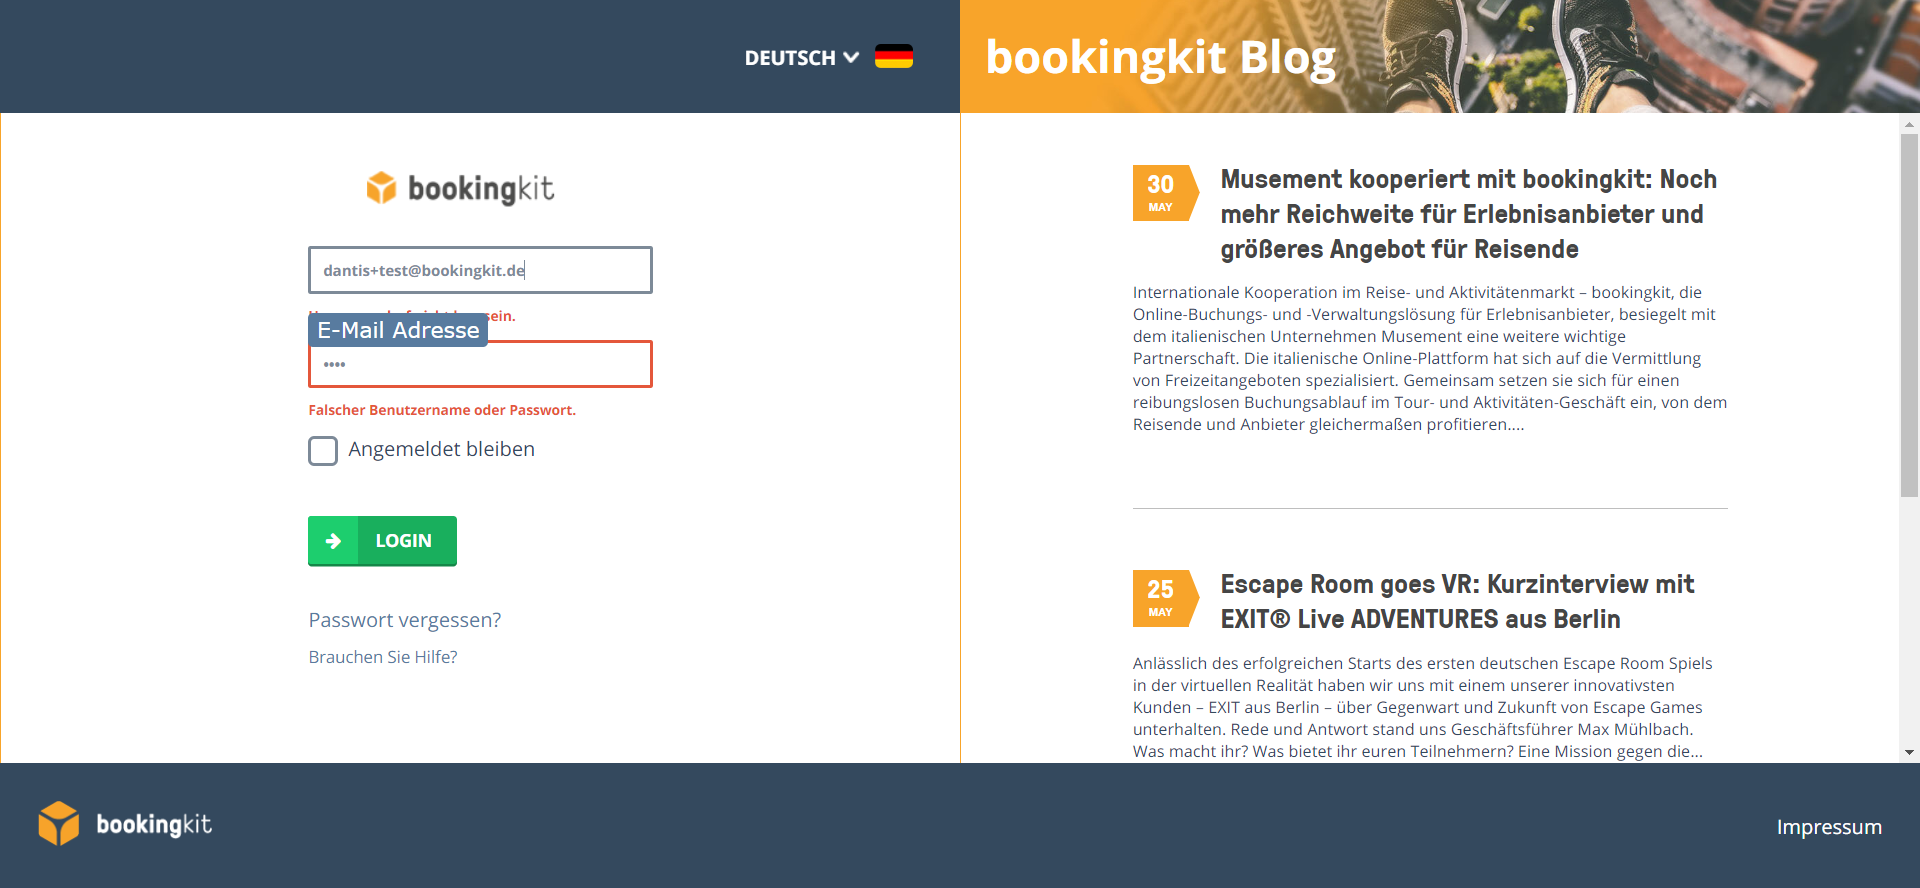 DEUTSCH
bookingkit Blog
bookingkit
dantis+test@bookingkit.de
sein.
E-Mail Adresse
••••
Falscher Benutzername oder Passwort.
Angemeldet bleiben
LOGIN
Passwort vergessen?
Brauchen Sie Hilfe?
30
MAY
Musement kooperiert mit bookingkit: Noch
mehr Reichweite für Erlebnisanbieter und
größeres Angebot für Reisende
Internationale Kooperation im Reise- und Aktivitätenmarkt – bookingkit, die
Online-Buchungs- und -Verwaltungslösung für Erlebnisanbieter, besiegelt mit
dem italienischen Unternehmen Musement eine weitere wichtige
Partnerschaft. Die italienische Online-Plattform hat sich auf die Vermittlung
von Freizeitangeboten spezialisiert. Gemeinsam setzen sie sich für einen
reibungslosen Buchungsablauf im Tour- und Aktivitäten-Geschäft ein, von dem
Reisende und Anbieter gleichermaßen profitieren....
25
MAY
Escape Room goes VR: Kurzinterview mit
EXIT® Live ADVENTURES aus Berlin
Anlässlich des erfolgreichen Starts des ersten deutschen Escape Room Spiels
in der virtuellen Realität haben wir uns mit einem unserer innovativsten
Kunden – EXIT aus Berlin – über Gegenwart und Zukunft von Escape Games
unterhalten. Rede und Antwort stand uns Geschäftsführer Max Mühlbach.
Was macht ihr? Was bietet ihr euren Teilnehmern? Eine Mission gegen die...
bookingkit
Impressum